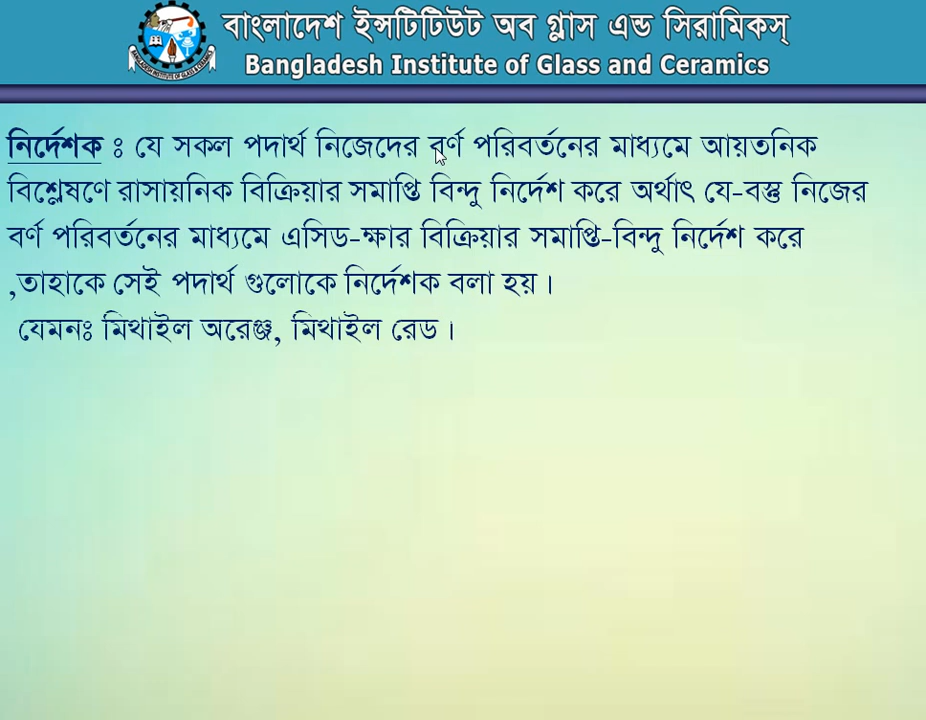 বাংলাদেশ ইন্সটিটিউট অব গ্লাস এন্ড সিরামিকস্
Bangladesh Institute of Glass and Ceramics
নির্দেশক ঃ যে সকল পদার্থ নিজেদের বর্ণ পরিবর্তনের মাধ্যমে আয়তনিক
বিশ্লেষণে রাসায়নিক বিক্রিয়ার সমাপ্তি বিন্দু নির্দেশ করে অর্থাৎ যে-বস্তু নিজের
বর্ণ পরিবর্তনের মাধ্যমে এসিড-ক্ষার বিক্রিয়ার সমাপ্তি-বিন্দু নির্দেশ করে
,তাহাকে সেই পদার্থ গুলোকে নির্দেশক বলা হয়।
যেমনঃ মিথাইল অরেঞ্জ, মিথাইল রেড।